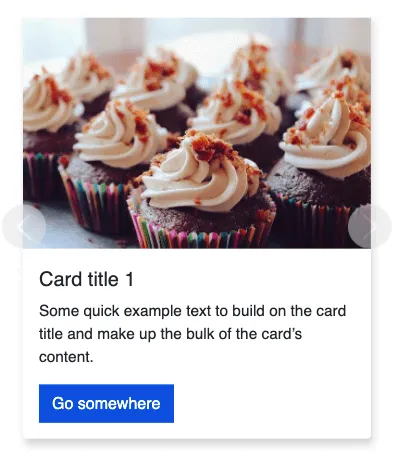 Card title 1
Some quick example text to build on the card
title and make up the bulk of the card’s
content.
Go somewhere